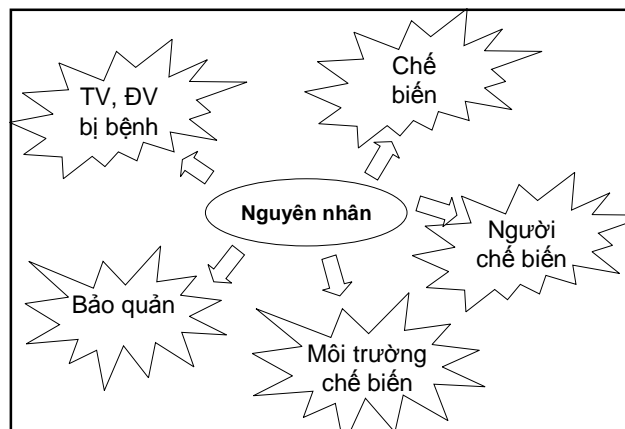 TV, ĐV
bị bệnh
Chế
biến
Nguyên nhân
Người
chế biến
Bảo quản
Môi trường
chế biến